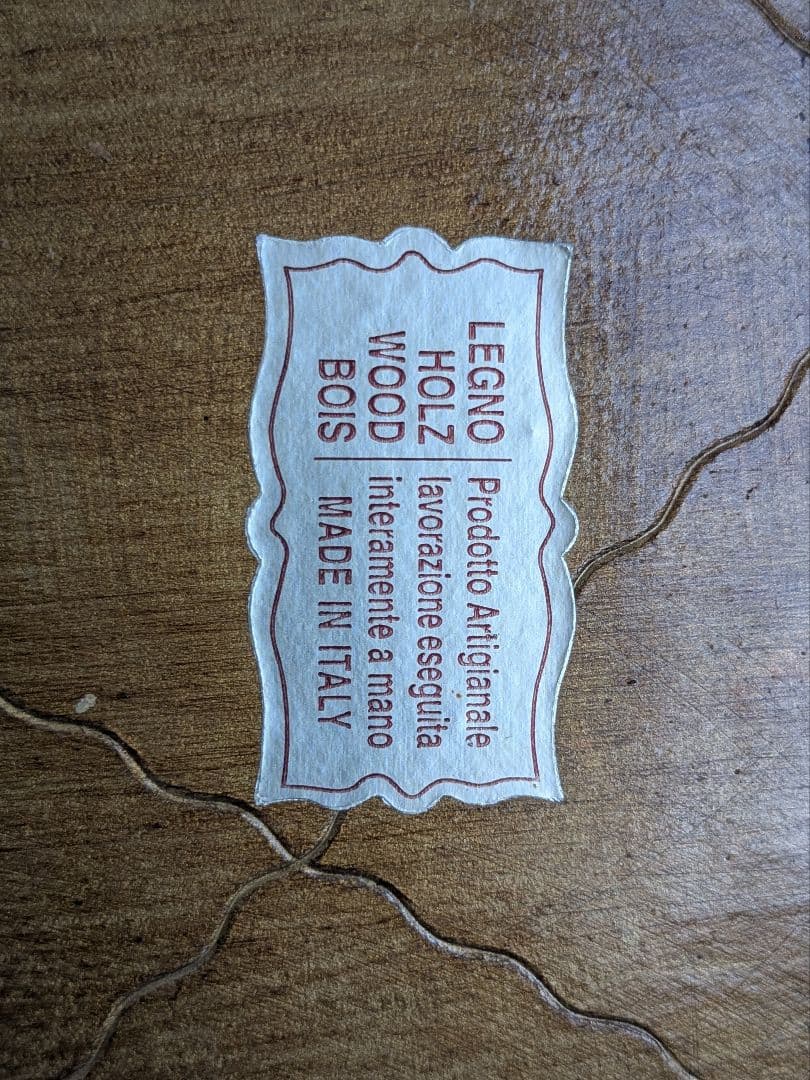 LEGNO
HOLZ
WOOD
BOIS
Prodotto Artigianale
lavorazione eseguita
interamente a mano
MADE IN ITALY